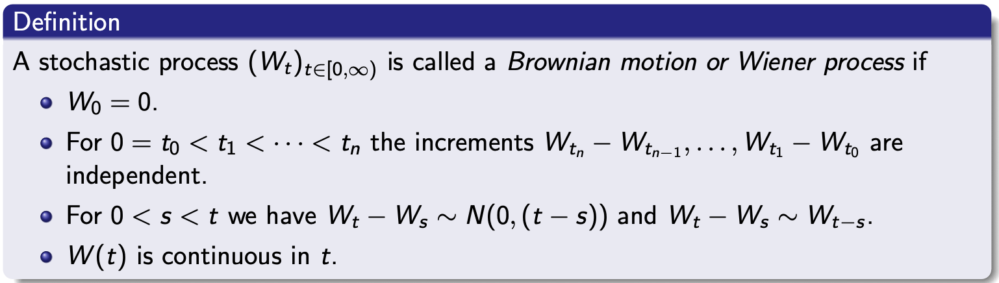 Definition
A stochastic process $(W_t)_{t\in[0,\infty)}$ is called a Brownian motion or Wiener process if
• $W_0 = 0$.
• For $0 = t_0 < t_1 < \cdots < t_n$ the increments $W_{t_n} - W_{t_{n-1}}, \ldots, W_{t_1} - W_{t_0}$ are
independent.
• For $0 < s < t$ we have $W_t - W_s \sim N(0, (t - s))$ and $W_t - W_s \sim W_{t-s}$.
• $W(t)$ is continuous in $t$.